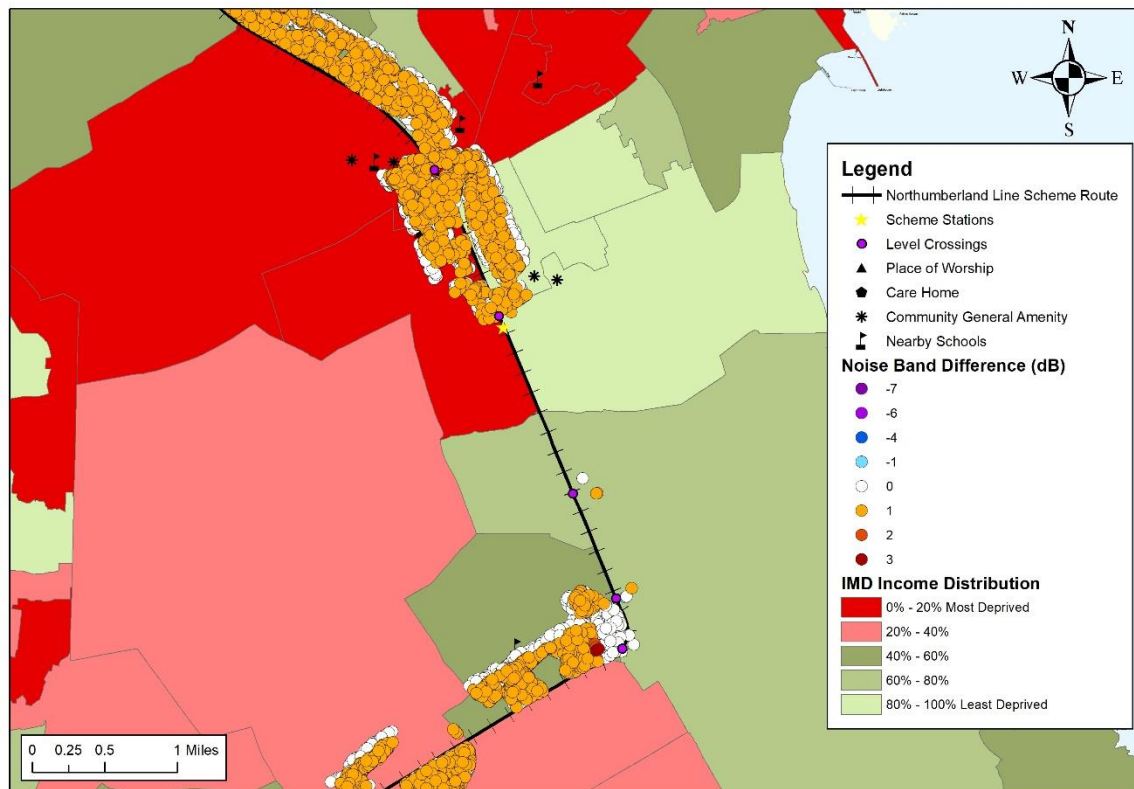 N
W
E
S
Legend
Northumberland Line Scheme Route
Scheme Stations
Level Crossings
Place of Worship
Care Home
Community General Amenity
Nearby Schools
Noise Band Difference (dB)
-7
-6
-4
-1
0
1
2
3
IMD Income Distribution
0% - 20% Most Deprived
20% - 40%
40% - 60%
60% - 80%
80% - 100% Least Deprived
0 0.25 0.5 1 Miles